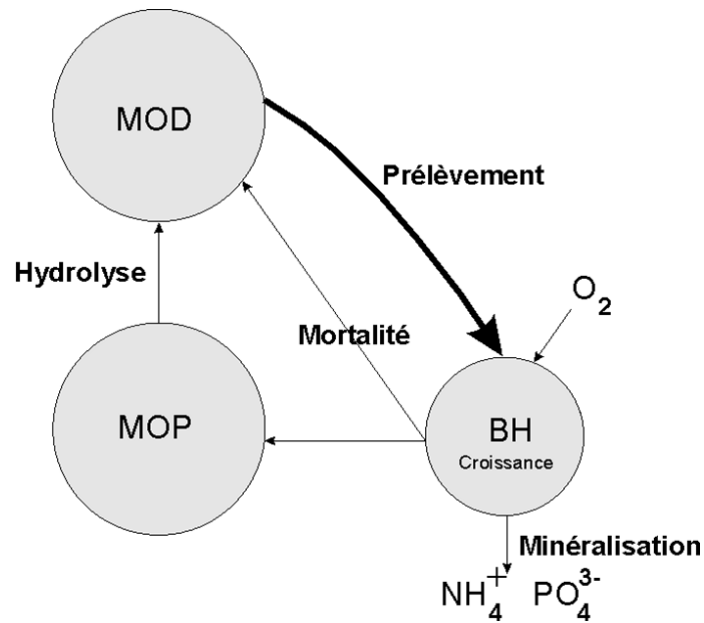 MOD
Prélèvement
Hydrolyse
O₂
Mortalité
MOP
BH
Croissance
Minéralisation
NH₄⁺ PO₄³⁻